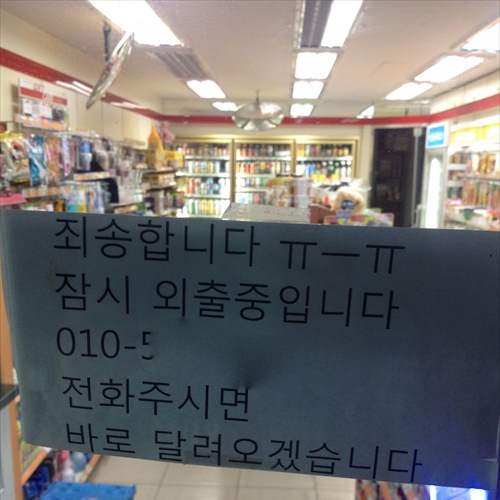 죄송합니다 ㅠㅡㅠ
잠시 외출중입니다
010-5
전화주시면
바로 달려오겠습니다